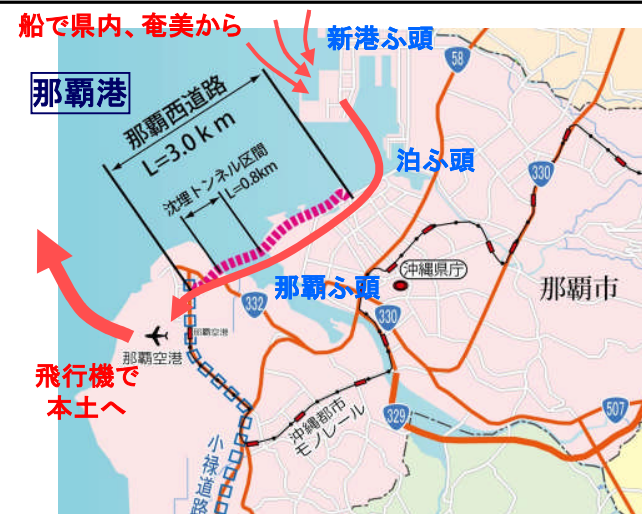 船で県内、奄美から
新港ふ頭
那覇港
58
那覇西道路
L=3.0ｋｍ
泊ふ頭
330
沈埋トンネル区間
L=0.8km
沖縄県庁
那覇市
那覇ふ頭
332
330
那覇空港
那覇空港
飛行機で
本土へ
沖縄都市
モノレール
329
507
小禄道路